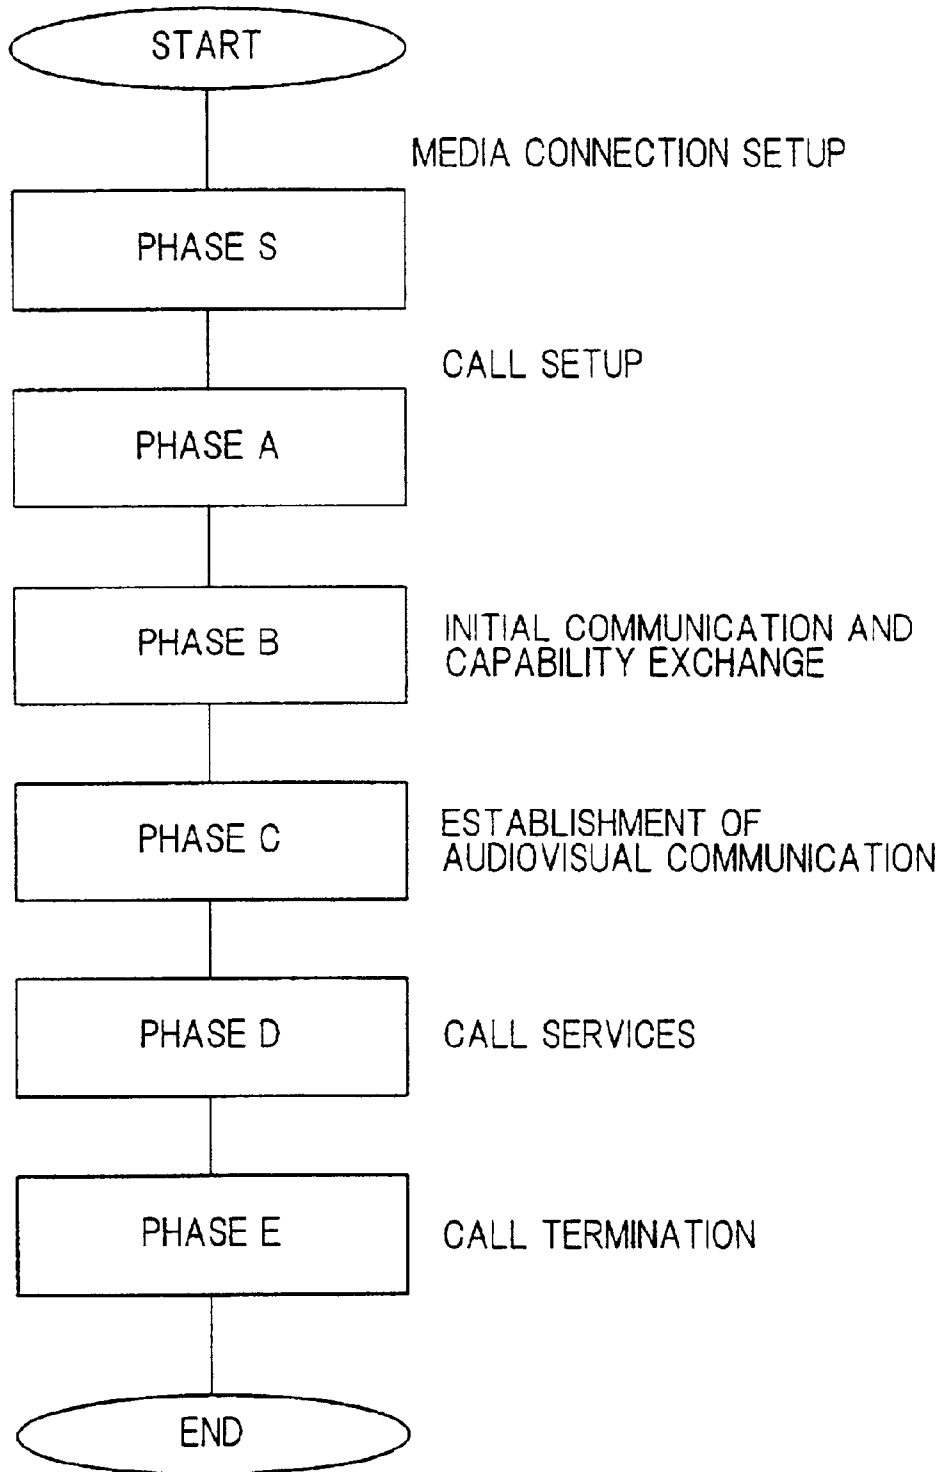 START
MEDIA CONNECTION SETUP
PHASE S
CALL SETUP
PHASE A
PHASE B
INITIAL COMMUNICATION AND
CAPABILITY EXCHANGE
PHASE C
ESTABLISHMENT OF
AUDIOVISUAL COMMUNICATION
PHASE D
CALL SERVICES
PHASE E
CALL TERMINATION
END